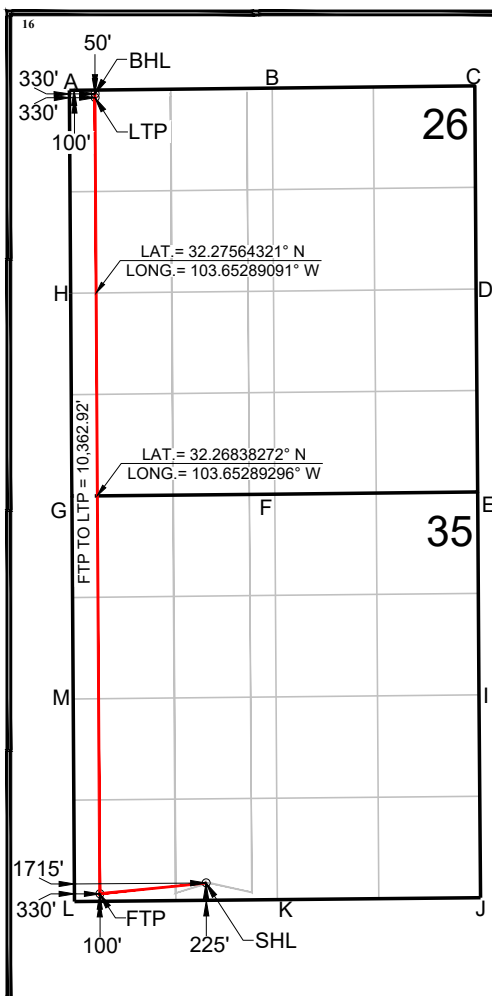 16
50'
BHL
A
B
C
330'
330'
LTP
26
100'
LAT.= 32.27564321° N
LONG.= 103.65289091° W
H
D
FTP TO LTP = 10,362.92'
LAT.= 32.26838272° N
LONG.= 103.65289296° W
G
F
E
35
M
I
1715'
330'
L
FTP
K
J
100'
225'
SHL